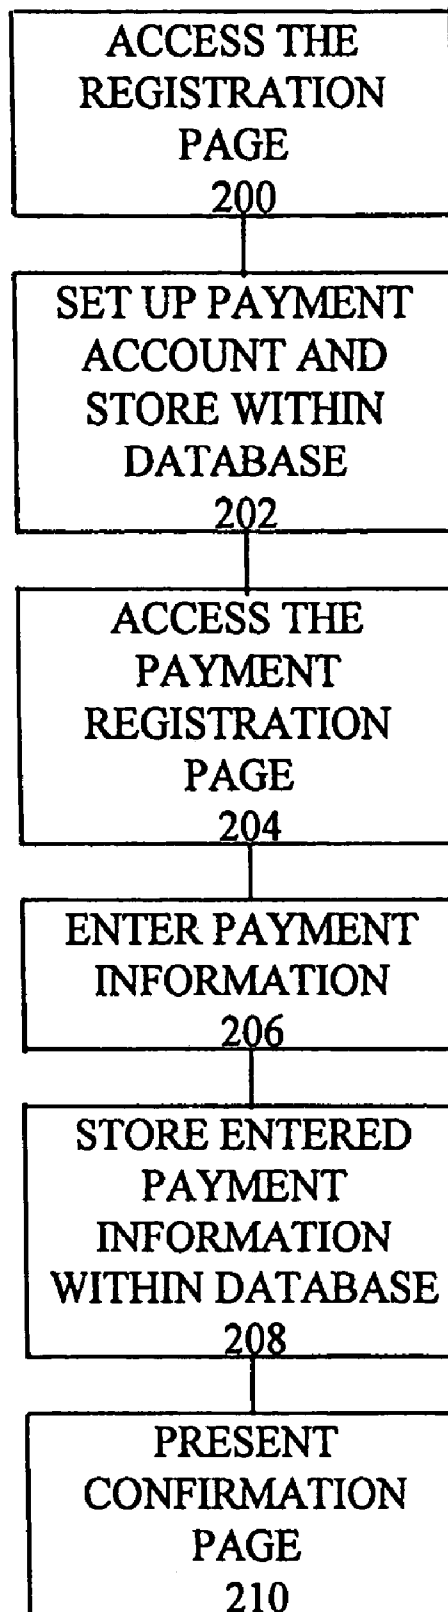 ACCESS THE
REGISTRATION
PAGE
200
SET UP PAYMENT
ACCOUNT AND
STORE WITHIN
DATABASE
202
ACCESS THE
PAYMENT
REGISTRATION
PAGE
204
ENTER PAYMENT
INFORMATION
206
STORE ENTERED
PAYMENT
INFORMATION
WITHIN DATABASE
208
PRESENT
CONFIRMATION
PAGE
210